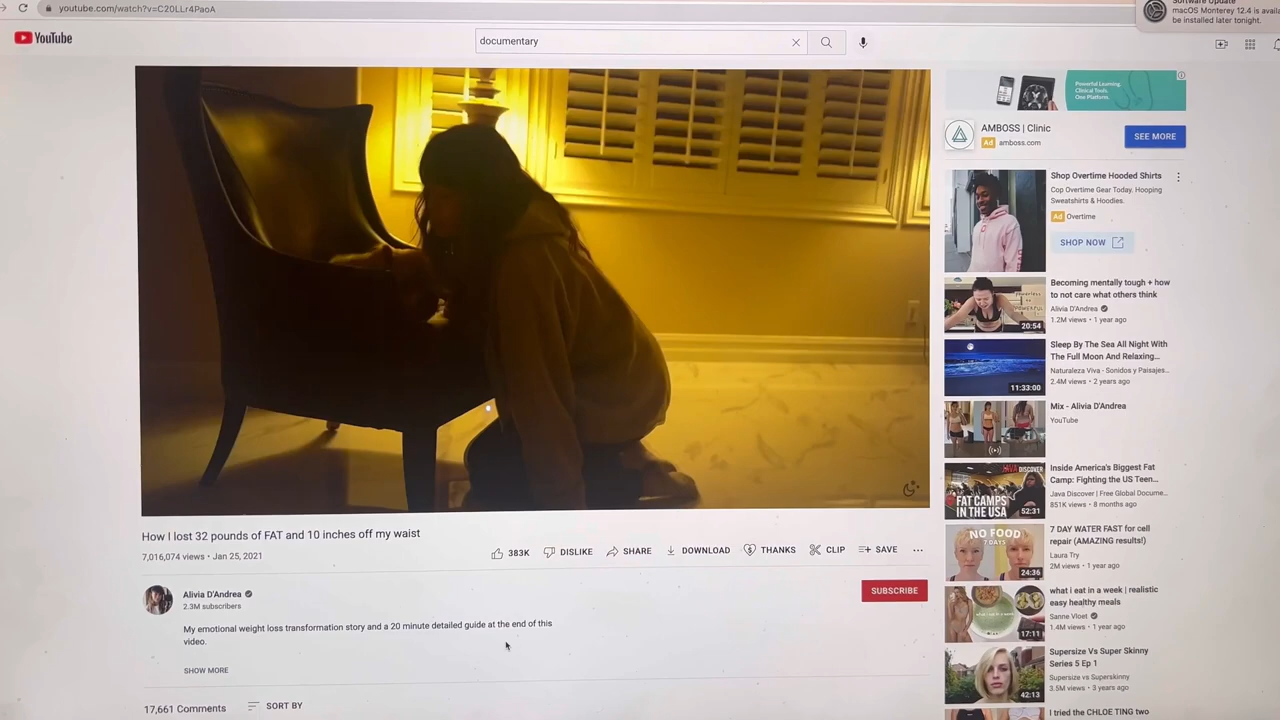 youtube.com/watch?v=C20LLr4PaoA
Software Update
macOS Monterey 12.4 is availa
be installed later tonight.
YouTube
documentary
Powerful Learning.
Clinical Tools.
One Platform.
AMBOSS | Clinic
Ad amboss.com
SEE MORE
Shop Overtime Hooded Shirts
Cop Overtime Gear Today. Hooping
Sweatshirts & Hoodies.
Ad Overtime
SHOP NOW
Becoming mentally tough + how
to not care what others think
Alivia D'Andrea
1.2M views • 1 year ago
20:54
Sleep By The Sea All Night With
The Full Moon And Relaxing...
Naturaleza Viva - Sonidos y Paisajes...
2.4M views • 2 years ago
11:33:00
Mix - Alivia D'Andrea
YouTube
Inside America's Biggest Fat
Camp: Fighting the US Teen...
Java Discover | Free Global Docume...
851K views • 8 months ago
JAVA DISCOVER
FAT CAMPS
IN THE USA
52:31
7 DAY WATER FAST for cell
repair (AMAZING results!)
Laura Try
2M views • 1 year ago
NO FOOD
7 DAYS
24:36
what i eat in a week | realistic
easy healthy meals
Sanne Vloet
1.4M views • 1 year ago
17:11
Supersize Vs Super Skinny
Series 5 Ep 1
Supersize vs Superskinny
3.5M views • 3 years ago
42:13
I tried the CHLOE TING two
How I lost 32 pounds of FAT and 10 inches off my waist
7,016,074 views • Jan 25, 2021
383K
DISLIKE
SHARE
DOWNLOAD
THANKS
CLIP
SAVE
Alivia D'Andrea
2.3M subscribers
SUBSCRIBE
My emotional weight loss transformation story and a 20 minute detailed guide at the end of this
video.
SHOW MORE
17,661 Comments
SORT BY